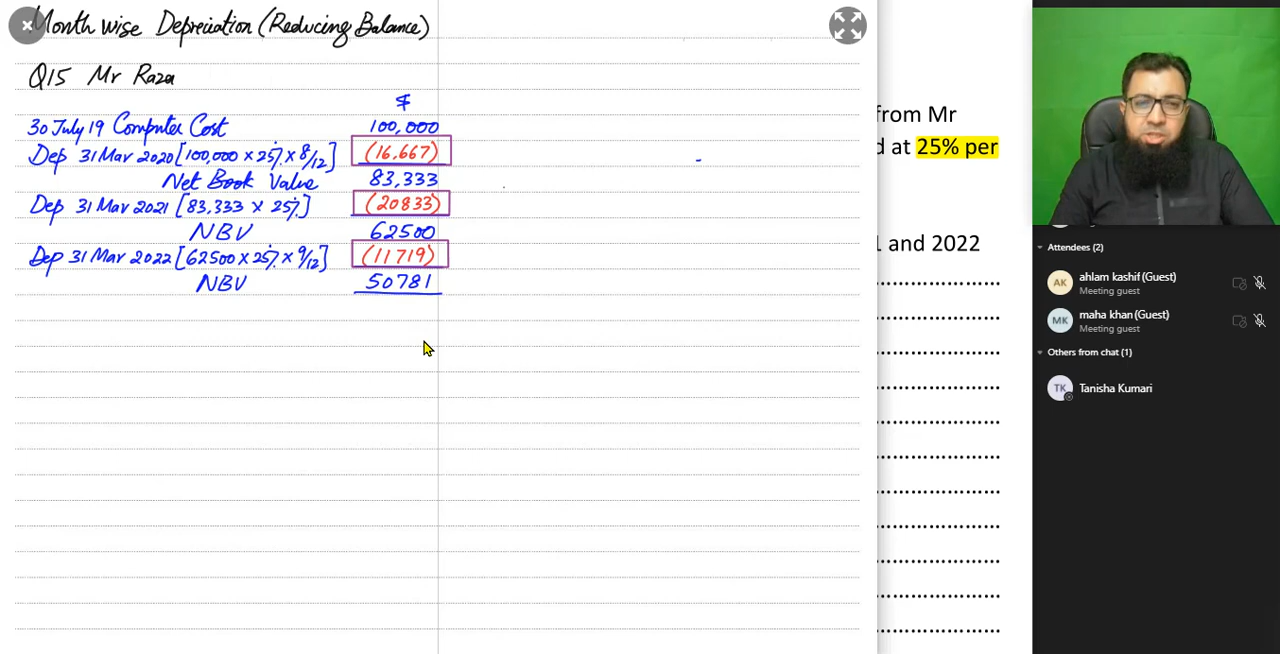 Month wise Depreciation (Reducing Balance)
Q15 Mr Raza
$
30 July 19 Computer Cost 100,000
Dep 31 Mar 2020 [100,000 x 25% x 8/12] (16,667)
Net Book Value 83,333
Dep 31 Mar 2021 [83,333 x 25%] (20833)
NBV 62500
Dep 31 Mar 2022 [62500 x 25% x 9/12] (11719)
NBV 50781
from Mr
d at 25% per
1 and 2022
Attendees (2)
AK ahlam kashif (Guest)
Meeting guest
MK maha khan (Guest)
Meeting guest
Others from chat (1)
TK Tanisha Kumari